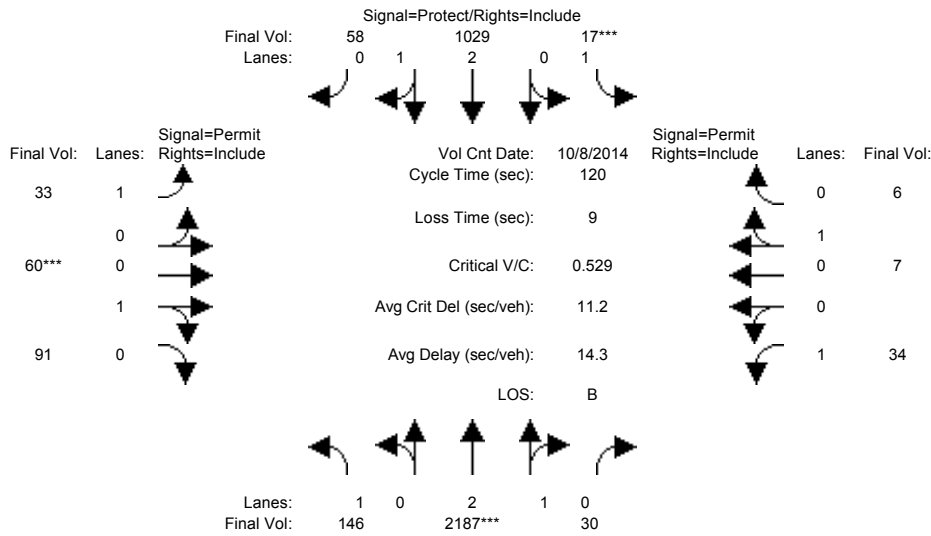 Signal=Protect/Rights=Include
Final Vol: 58 1029 17***
Lanes: 0 1 2 0 1
Signal=Permit Signal=Permit
Final Vol: Lanes: Rights=Include Vol Cnt Date: 10/8/2014 Rights=Include Lanes: Final Vol:
Cycle Time (sec): 120
33 1 0 6
Loss Time (sec): 9
0 1
60*** 0 Critical V/C: 0.529 0 7
1 Avg Crit Del (sec/veh): 11.2 0
91 0 Avg Delay (sec/veh): 14.3 1 34
LOS: B
Lanes: 1 0 2 1 0
Final Vol: 146 2187*** 30